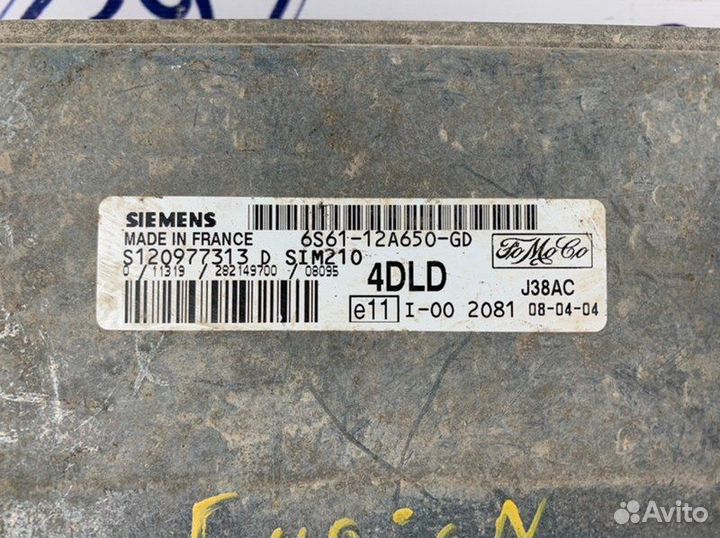 SIEMENS
MADE IN FRANCE 6S61-12A650-GD
S120977313 D SIM210
FoMoCo
0 / 11319 / 282149700 / 08095
4DLD
J38AC
e11 I-00 2081 08-04-04
FUSION
Avito